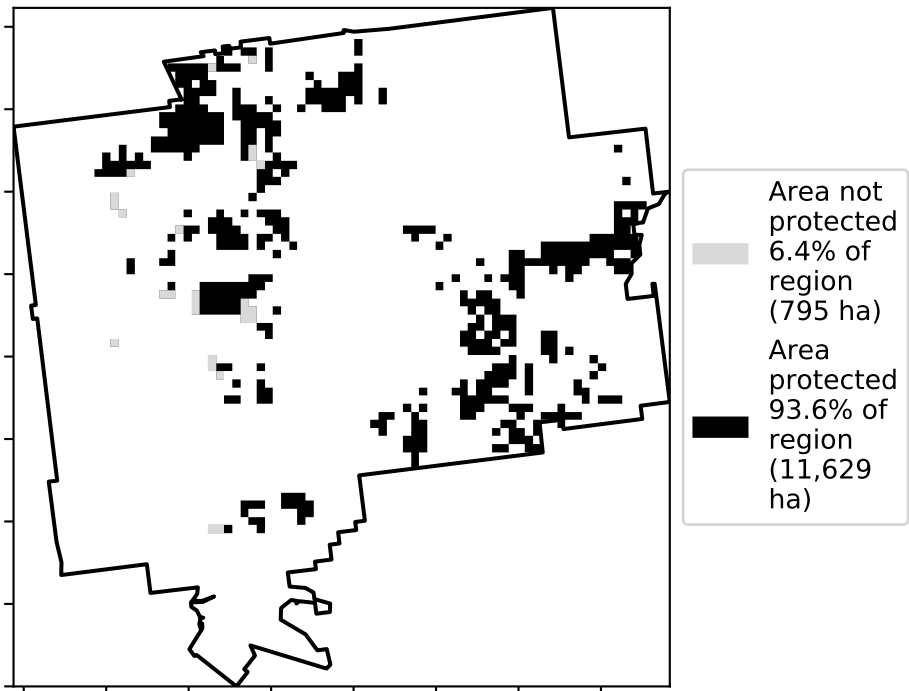 Area not
protected
6.4% of
region
(795 ha)
Area
protected
93.6% of
region
(11,629
ha)